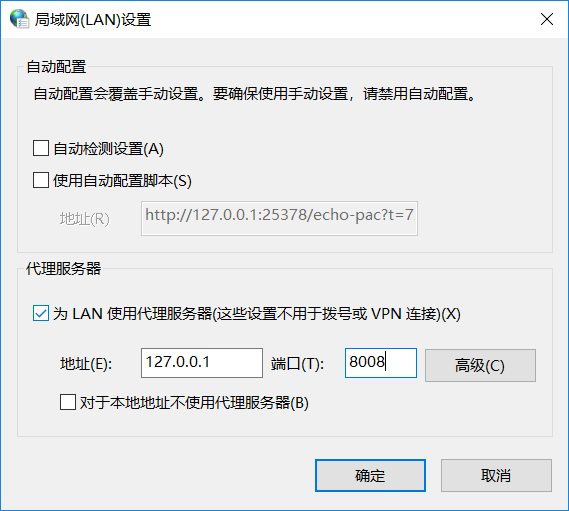 局域网(LAN)设置
自动配置
自动配置会覆盖手动设置。要确保使用手动设置，请禁用自动配置。
自动检测设置(A)
使用自动配置脚本(S)
地址(R) http://127.0.0.1:25378/echo-pac?t=7
代理服务器
为 LAN 使用代理服务器(这些设置不用于拨号或 VPN 连接)(X)
地址(E): 127.0.0.1 端口(T): 8008 高级(C)
对于本地地址不使用代理服务器(B)
确定 取消